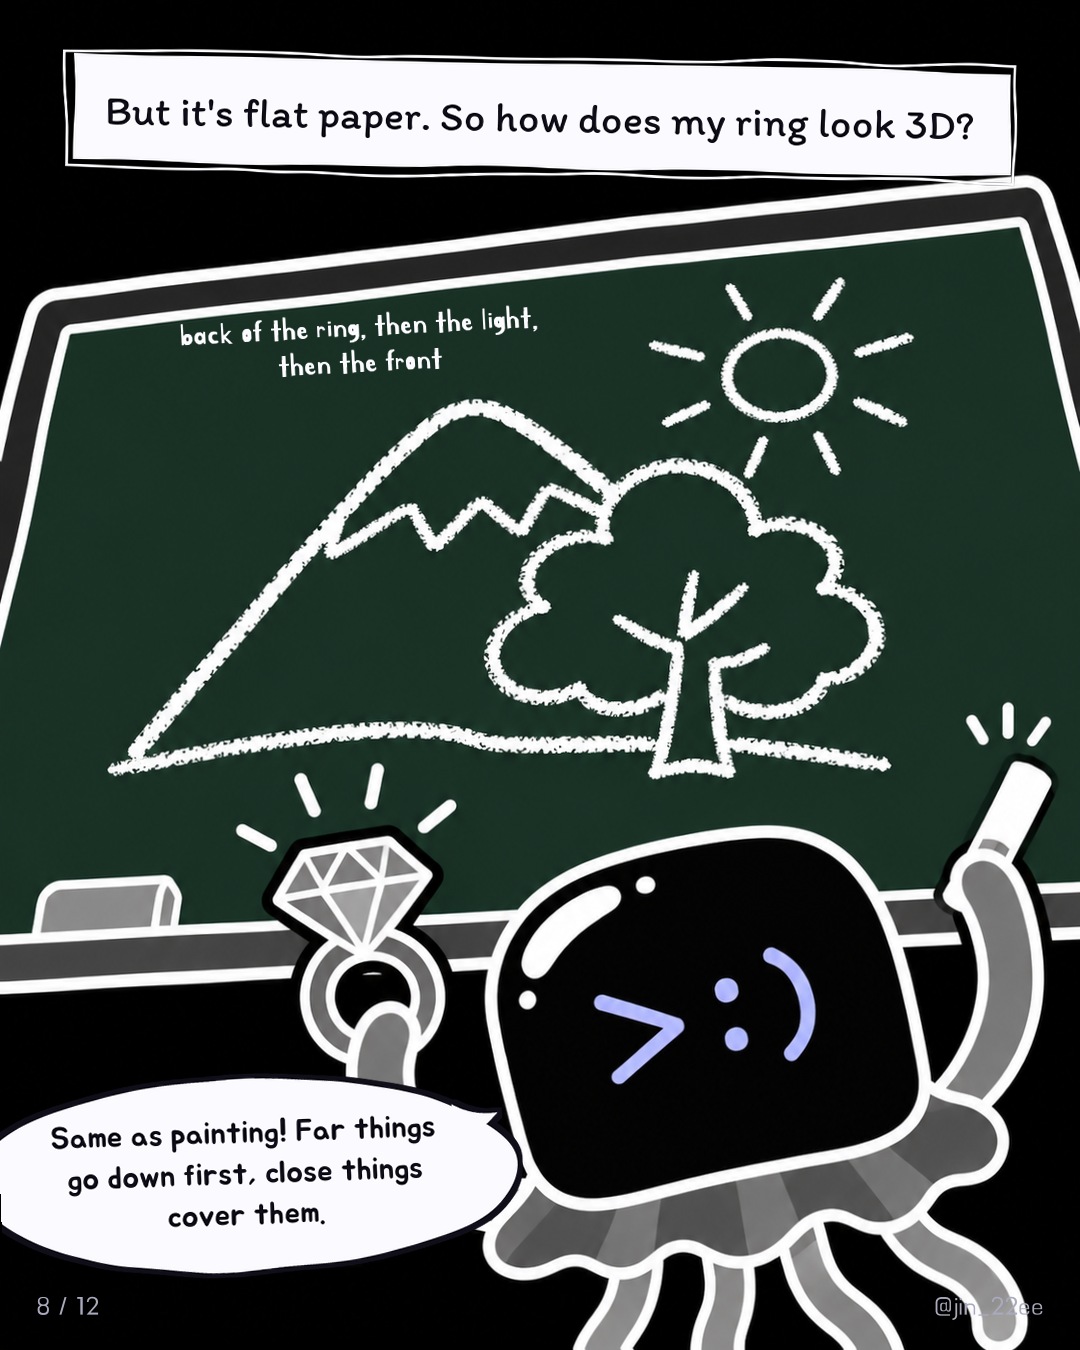 But it's flat paper. So how does my ring look 3D?
back of the ring, then the light,
then the front
Same as painting! Far things
go down first, close things
cover them.
8 / 12
@jin_22ee